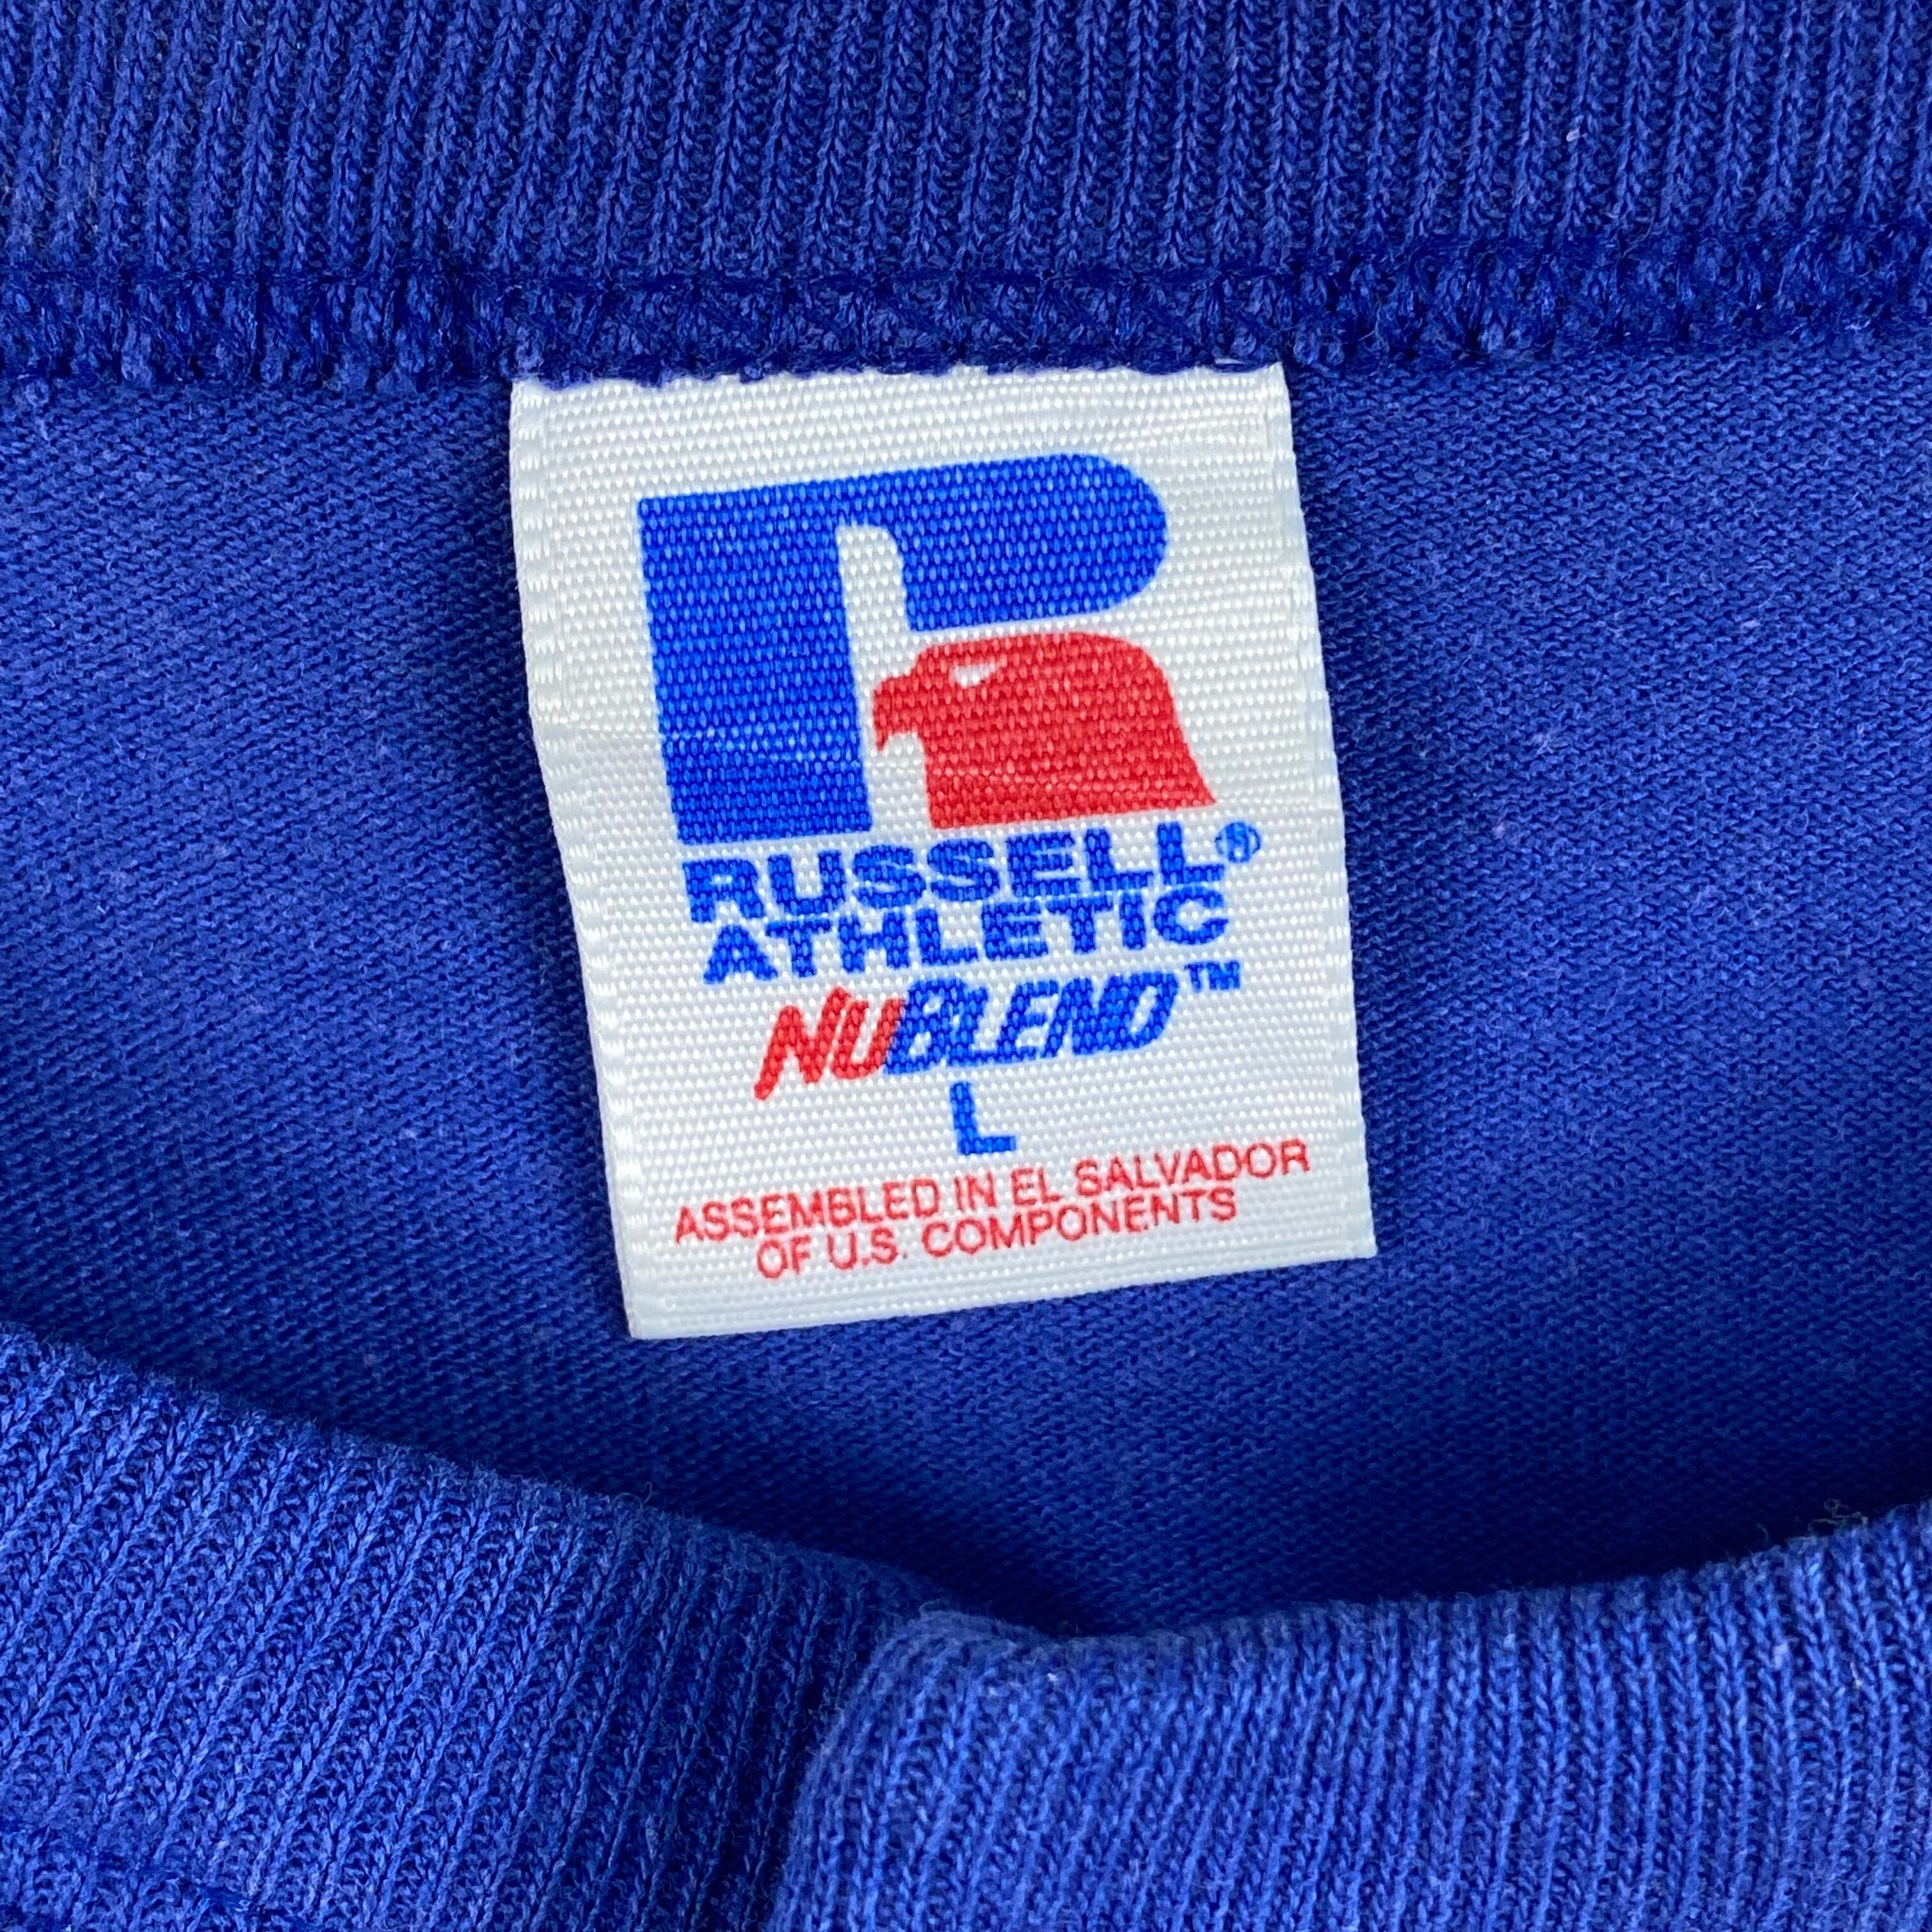 RUSSELL®
ATHLETIC
NUBLEND™
L
ASSEMBLED IN EL SALVADOR
OF U.S. COMPONENTS